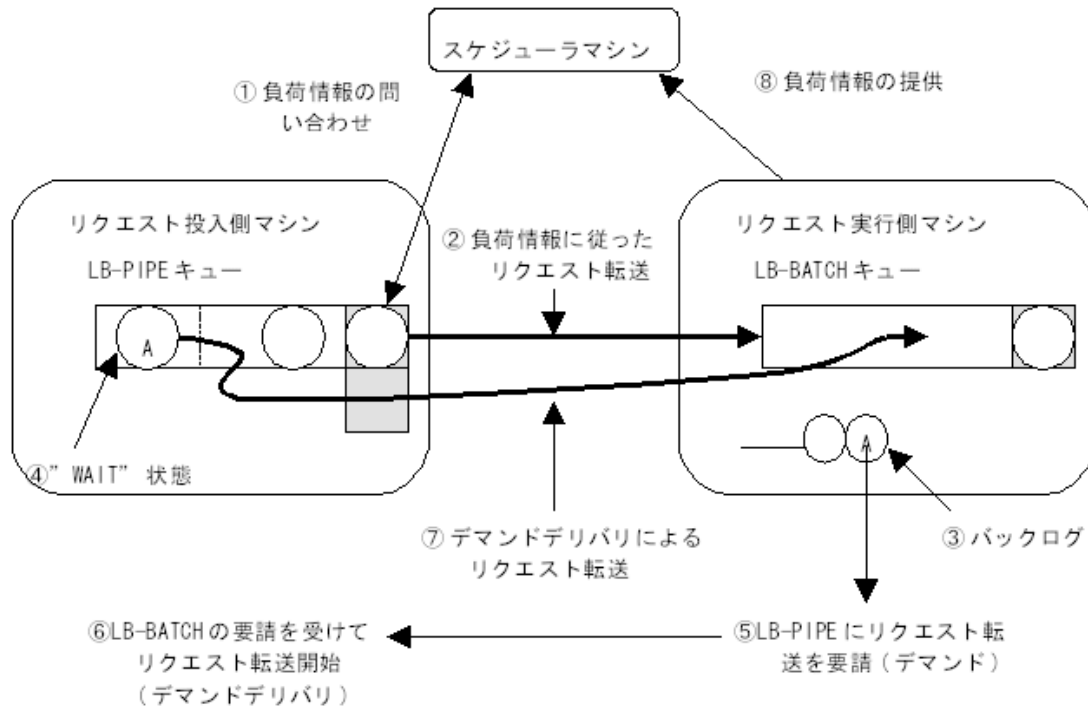 スケジューラマシン
① 負荷情報の問
い合わせ
⑧ 負荷情報の提供
リクエスト投入側マシン
LB-PIPE キュー
② 負荷情報に従った
リクエスト転送
リクエスト実行側マシン
LB-BATCH キュー
A
A
④”WAIT”状態
⑦ デマンドデリバリによる
リクエスト転送
③ バックログ
⑥LB-BATCH の要請を受けて
リクエスト転送開始
(デマンドデリバリ)
⑤LB-PIPE にリクエスト転
送を要請(デマンド)